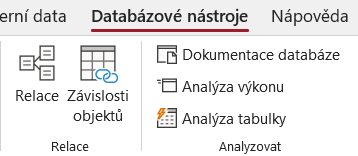 erní data Databázové nástroje Nápověda
Relace
Závislosti
objektů
Relace
Dokumentace databáze
Analýza výkonu
Analýza tabulky
Analyzovat